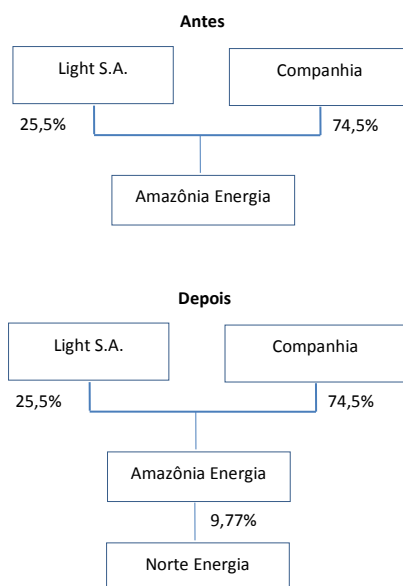 Antes
Light S.A.
Companhia
25,5%
74,5%
Amazônia Energia
Depois
Light S.A.
Companhia
25,5%
74,5%
Amazônia Energia
9,77%
Norte Energia